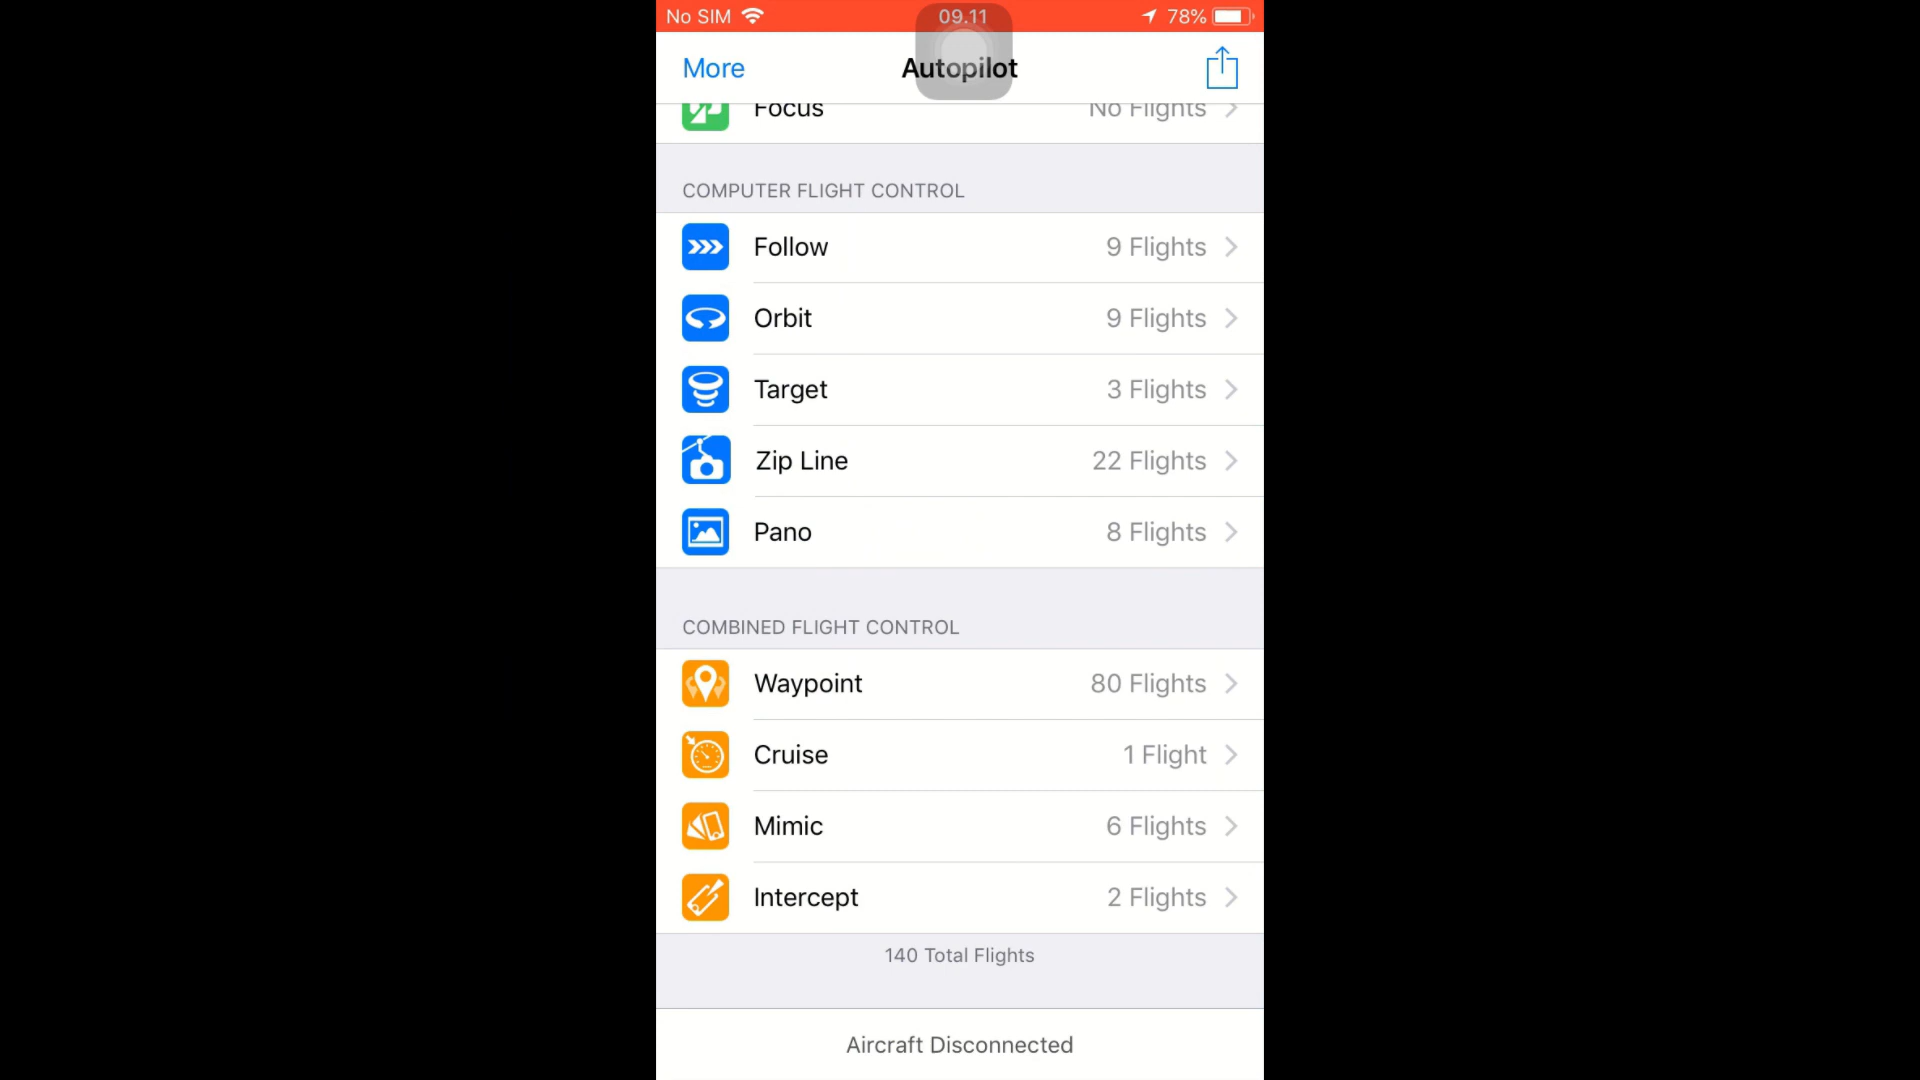 No SIM 09.11 78%
More Autopilot
Focus No Flights
COMPUTER FLIGHT CONTROL
Follow 9 Flights
Orbit 9 Flights
Target 3 Flights
Zip Line 22 Flights
Pano 8 Flights
COMBINED FLIGHT CONTROL
Waypoint 80 Flights
Cruise 1 Flight
Mimic 6 Flights
Intercept 2 Flights
140 Total Flights
Aircraft Disconnected